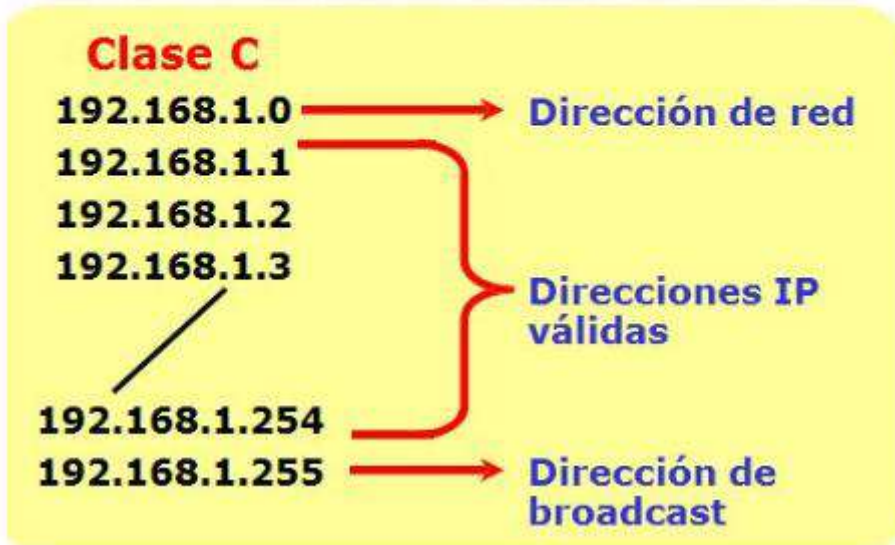 Clase C
192.168.1.0
Dirección de red
192.168.1.1
192.168.1.2
192.168.1.3
Direcciones IP
válidas
192.168.1.254
192.168.1.255
Dirección de
broadcast